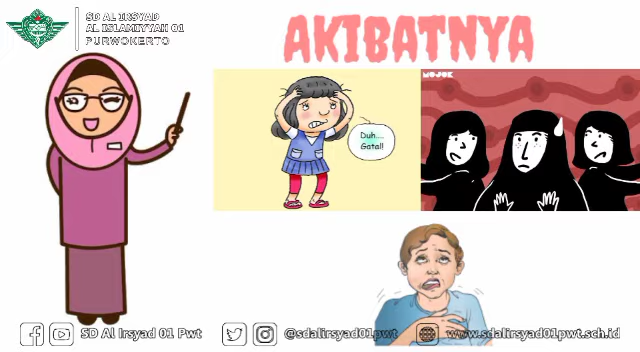 SD AL IRSYAD
AL ISLAMIYYAH 01
PURWOKERTO
AKIBATNYA
MOJOK
Duh....
Gatal!
SD Al Irsyad 01 Pwt
@sdalirsyad01pwt
www.sdalirsyad01pwt.sch.id